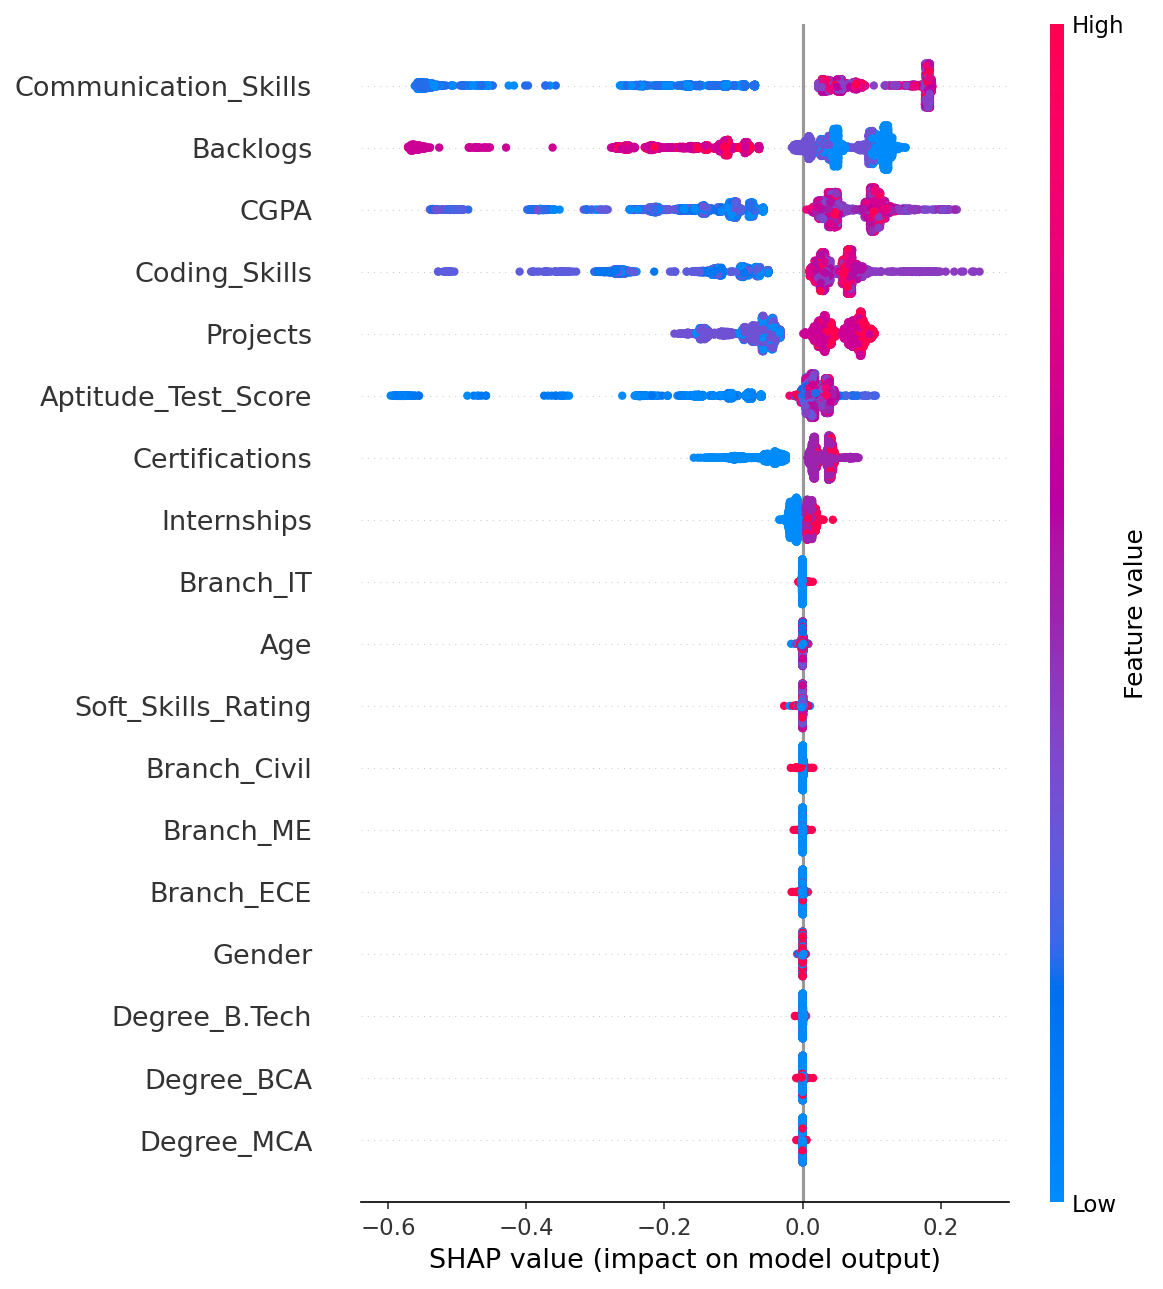 High
Communication_Skills
Backlogs
CGPA
Coding_Skills
Projects
Aptitude_Test_Score
Certifications
Internships
Branch_IT
Age
Soft_Skills_Rating
Branch_Civil
Branch_ME
Branch_ECE
Gender
Degree_B.Tech
Degree_BCA
Degree_MCA
Feature value
Low
−0.6 −0.4 −0.2 0.0 0.2
SHAP value (impact on model output)